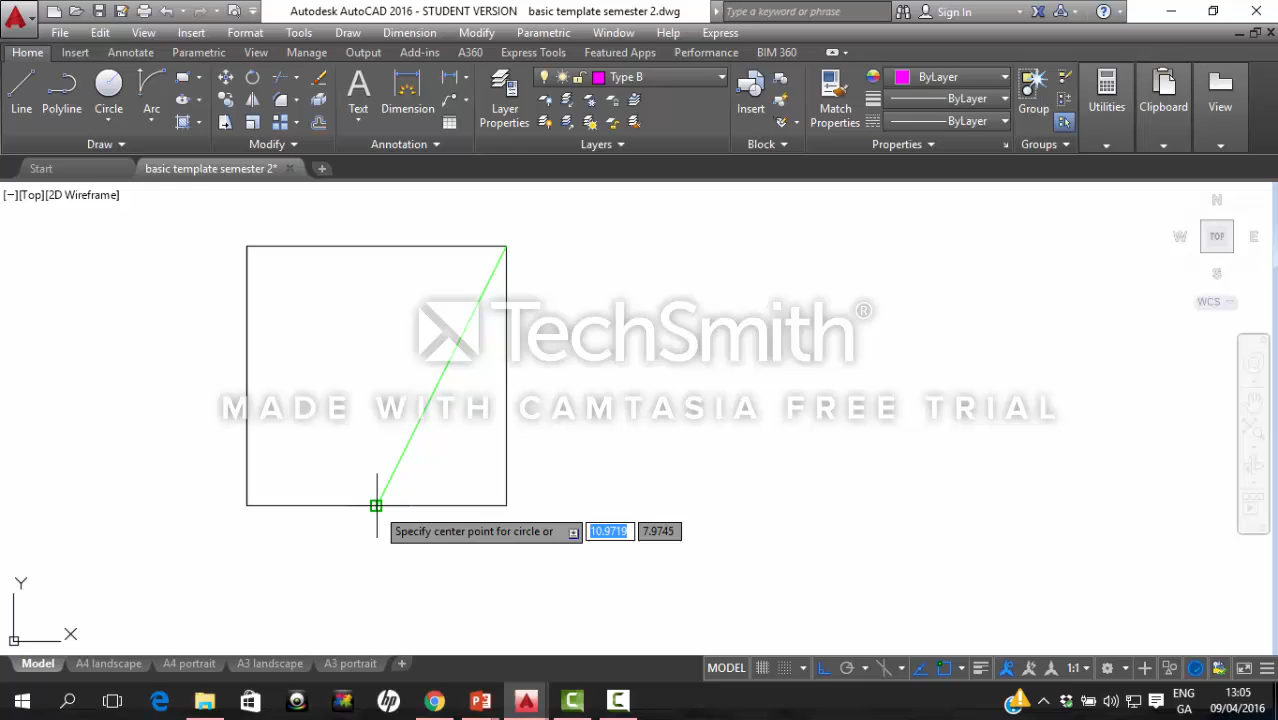 Autodesk AutoCAD 2016 - STUDENT VERSION basic template semester 2.dwg
Type a keyword or phrase
Sign In
File Edit View Insert Format Tools Draw Dimension Modify Parametric Window Help Express
Home Insert Annotate Parametric View Manage Output Add-ins A360 Express Tools Featured Apps Performance BIM 360
Type B
ByLayer
Line Polyline Circle Arc
A
Text Dimension
Layer Properties
Insert
Match Properties
ByLayer
ByLayer
Group
Utilities
Clipboard
View
Draw Modify Annotation Layers Block Properties Groups
Start
basic template semester 2*
[−][Top][2D Wireframe]
N
W
TOP
E
S
WCS
TechSmith®
MADE WITH CAMTASIA FREE TRIAL
Specify center point for circle or
10.9719
7.9745
Y
X
Model A4 landscape A4 portrait A3 landscape A3 portrait +
MODEL
1:1
ENG
GA
13:05
09/04/2016